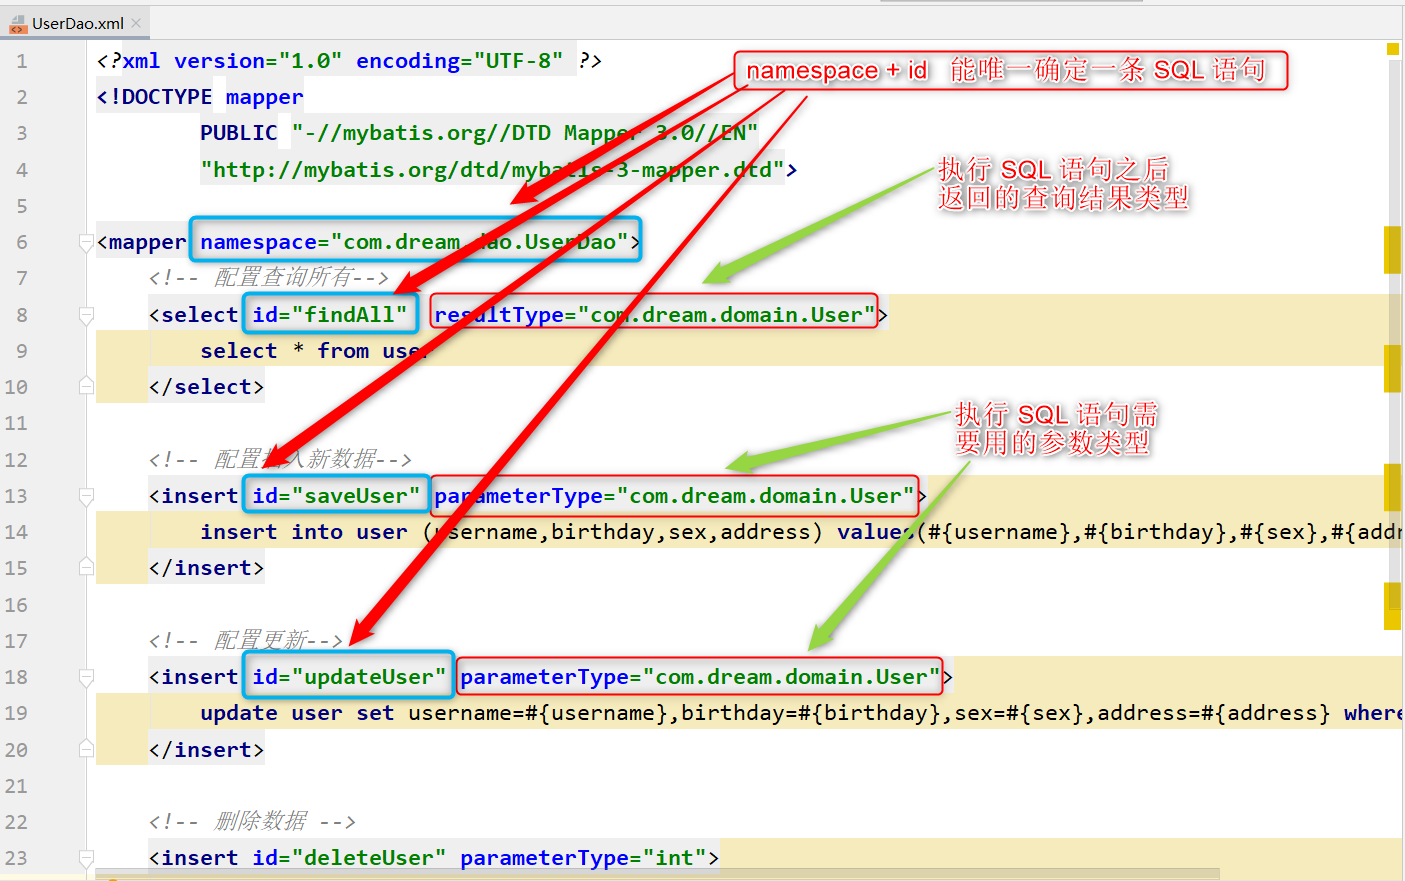 UserDao.xml
1 <?xml version="1.0" encoding="UTF-8" ?>
namespace + id 能唯一确定一条 SQL 语句
2 <!DOCTYPE mapper
3 PUBLIC "-//mybatis.org//DTD Mapper 3.0//EN"
4 "http://mybatis.org/dtd/mybatis-3-mapper.dtd">
执行 SQL 语句之后
返回的查询结果类型
5
6 <mapper namespace="com.dream.dao.UserDao">
7 <!-- 配置查询所有-->
8 <select id="findAll" resultType="com.dream.domain.User">
9 select * from user
10 </select>
执行 SQL 语句需
要用的参数类型
11
12 <!-- 配置插入新数据-->
13 <insert id="saveUser" parameterType="com.dream.domain.User">
14 insert into user (username,birthday,sex,address) values(#{username},#{birthday},#{sex},#{addr
15 </insert>
16
17 <!-- 配置更新-->
18 <insert id="updateUser" parameterType="com.dream.domain.User">
19 update user set username=#{username},birthday=#{birthday},sex=#{sex},address=#{address} where
20 </insert>
21
22 <!-- 删除数据 -->
23 <insert id="deleteUser" parameterType="int">